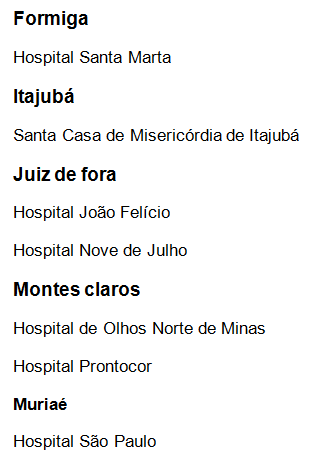 Formiga
Hospital Santa Marta
Itajubá
Santa Casa de Misericórdia de Itajubá
Juiz de fora
Hospital João Felício
Hospital Nove de Julho
Montes claros
Hospital de Olhos Norte de Minas
Hospital Prontocor
Muriaé
Hospital São Paulo